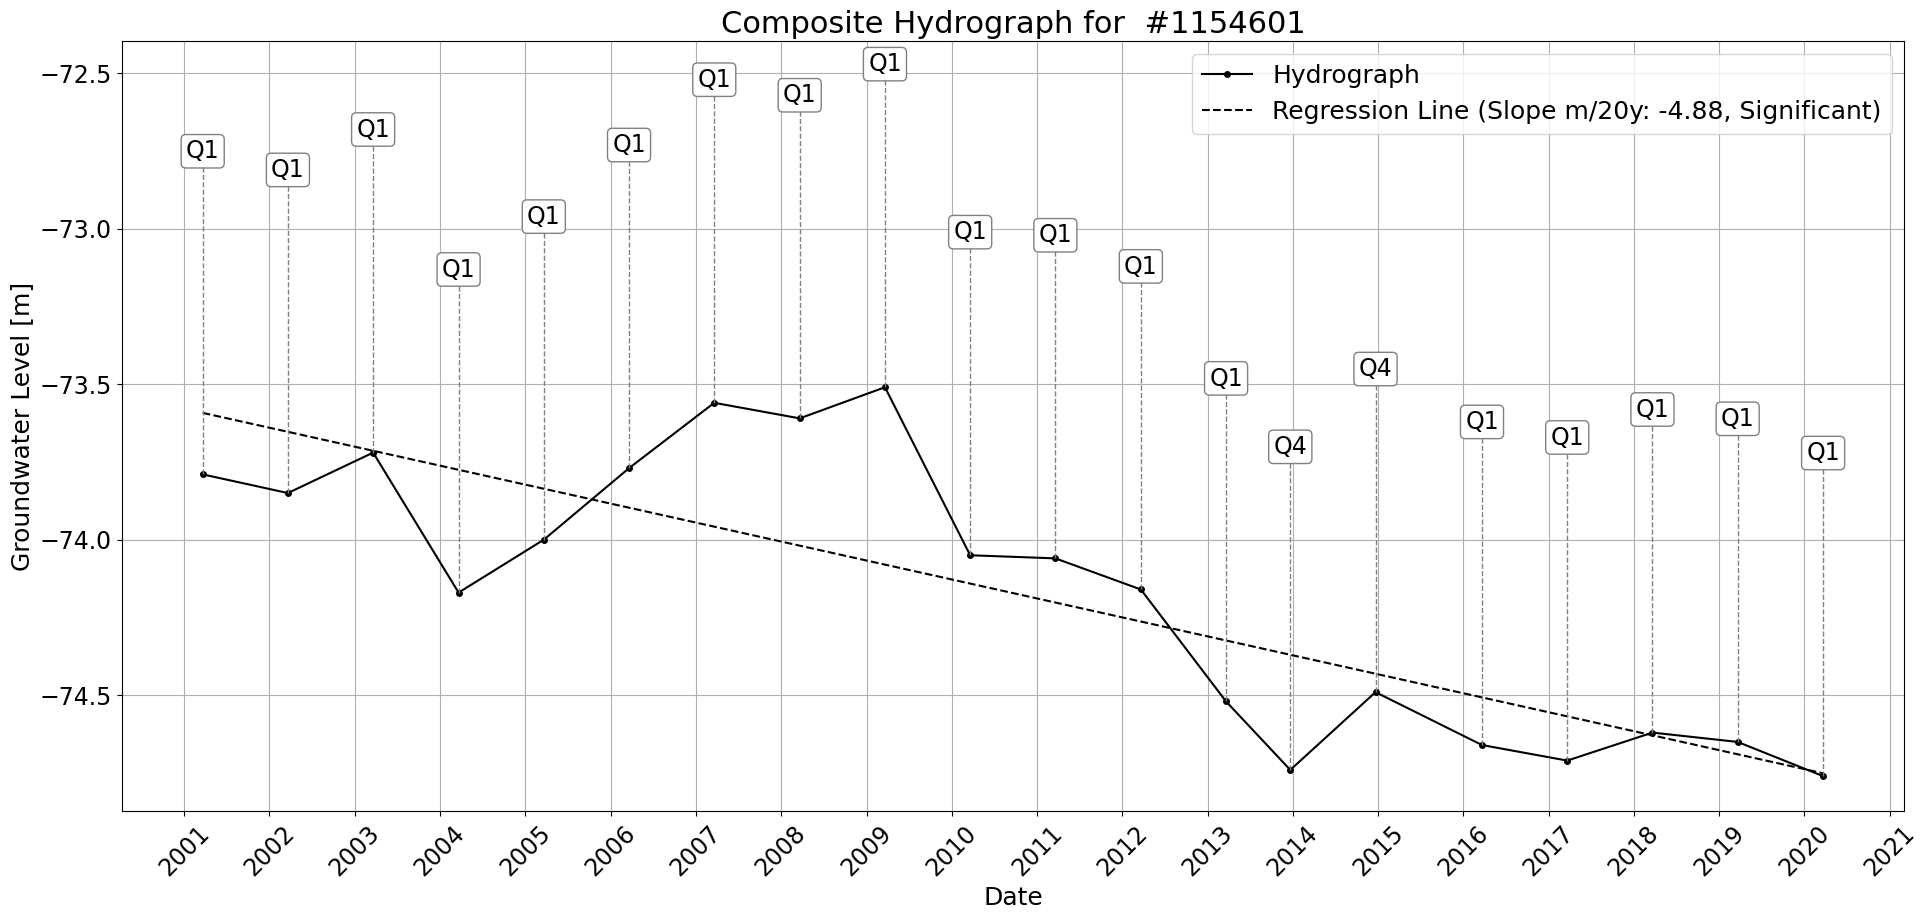 Composite Hydrograph for  #1154601
Hydrograph
Regression Line (Slope m/20y: -4.88, Significant)
Groundwater Level [m]
−72.5
−73.0
−73.5
−74.0
−74.5
Q1
Q1
Q1
Q1
Q1
Q1
Q1
Q1
Q1
Q1
Q1
Q1
Q1
Q4
Q4
Q1
Q1
Q1
Q1
Q1
2001
2002
2003
2004
2005
2006
2007
2008
2009
2010
2011
2012
2013
2014
2015
2016
2017
2018
2019
2020
2021
Date